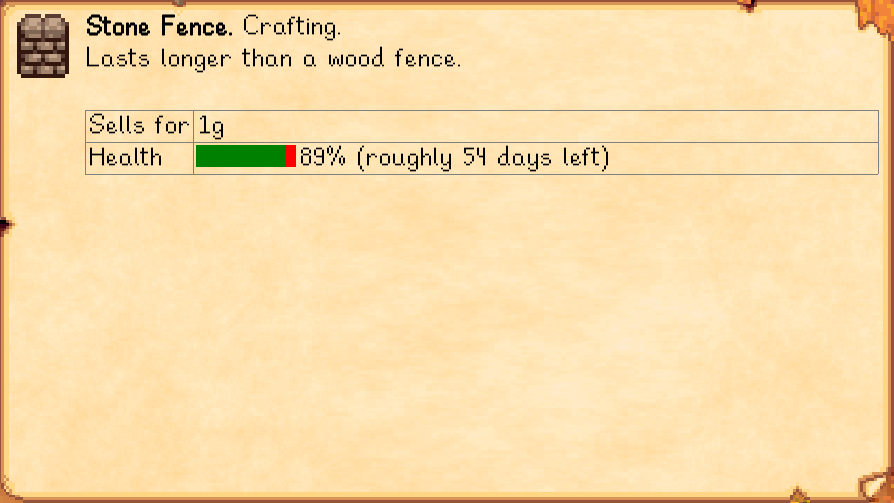 Stone Fence. Crafting.
Lasts longer than a wood fence.
Sells for 1g
Health 89% (roughly 54 days left)